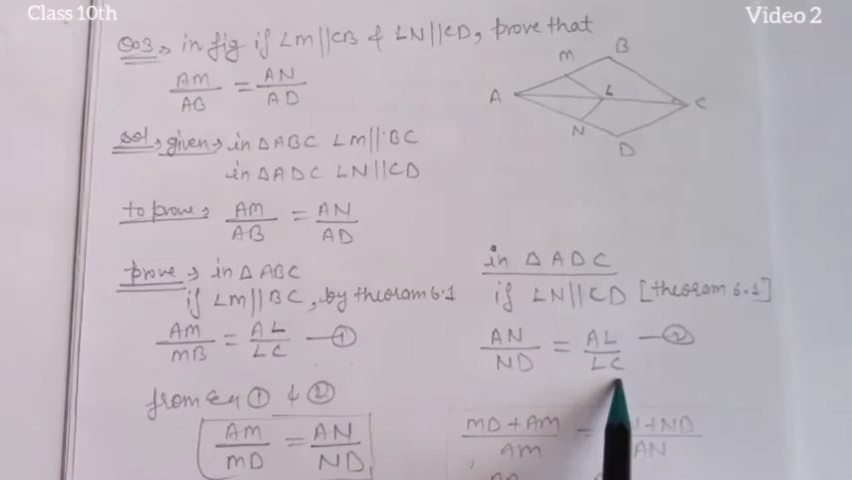 Class 10th
Video 2
Q03, in fig if LM||CB & LN||CD, prove that
AM/AB = AN/AD
A
M
B
L
C
N
D
sol, given, in △ABC LM||BC
in △ADC LN||CD
to prove, AM/AB = AN/AD
prove, in △ABC
if LM||BC, by theoram 6.1
AM/MB = AL/LC —①
in △ADC
if LN||CD [theoram 6.1]
AN/ND = AL/LC —②
from eq ① & ②
AM/MD = AN/ND
MD+AM/AM = +ND/AN